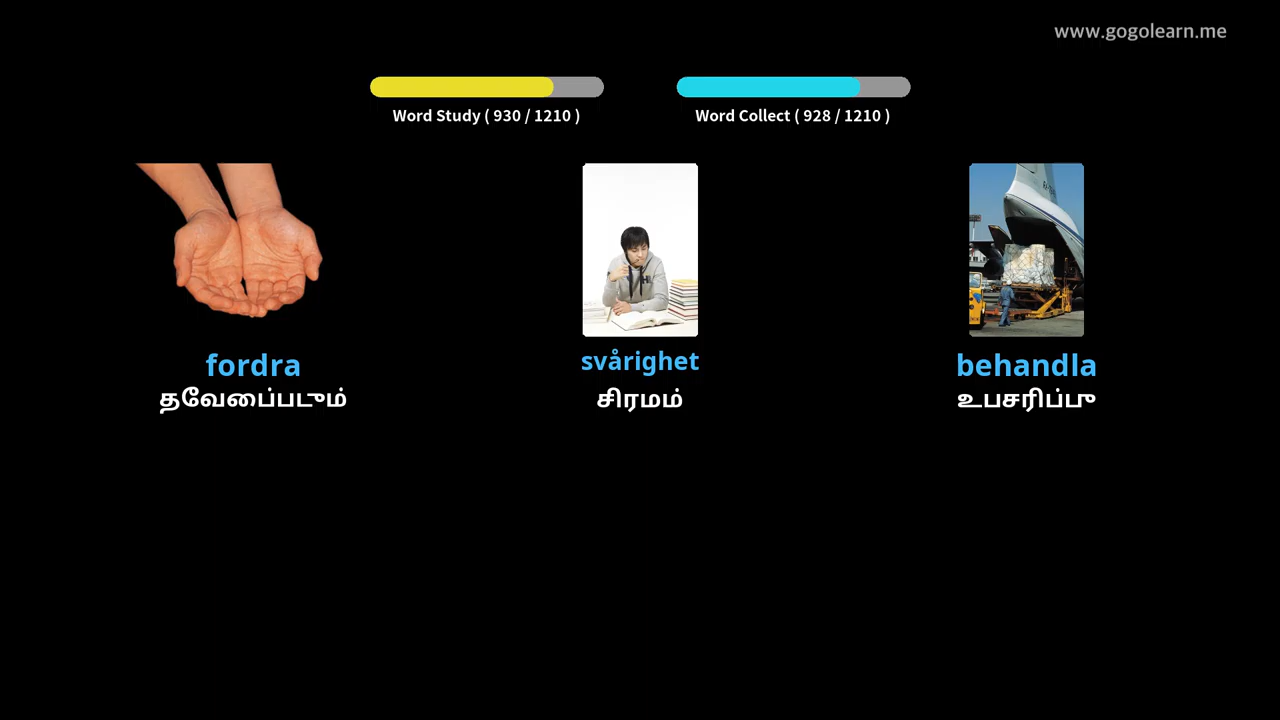 www.gogolearn.me
Word Study ( 930 / 1210 )
Word Collect ( 928 / 1210 )
fordra
svårighet
behandla
தவேபை்படும்
சிரமம்
உபசரிப்பு